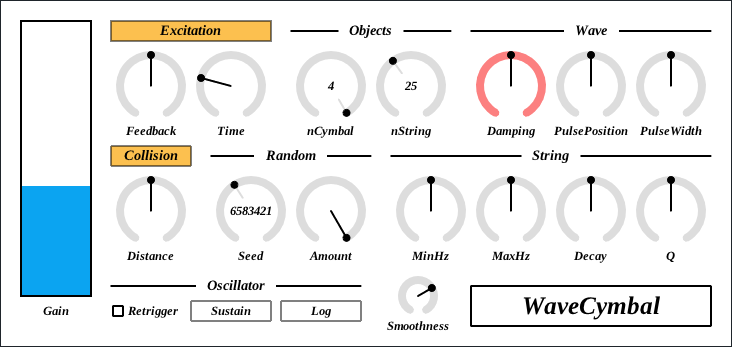 Excitation Objects Wave
4 25
Feedback Time nCymbal nString Damping PulsePosition PulseWidth
Collision Random String
6583421
Distance Seed Amount MinHz MaxHz Decay Q
Oscillator
Gain Retrigger Sustain Log WaveCymbal
Smoothness